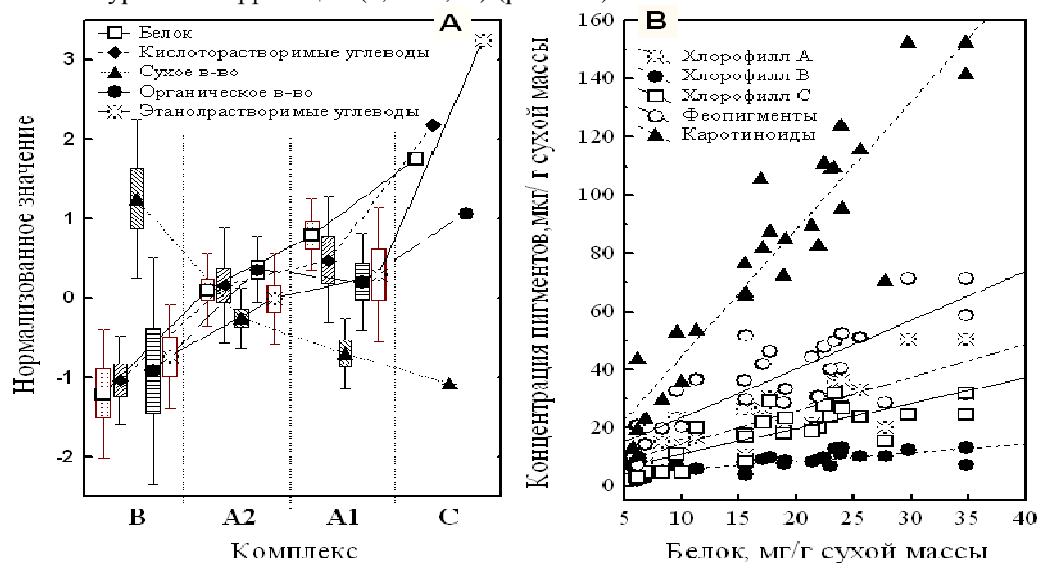 А
Белок
Кислоторастворимые углеводы
Сухое в-во
Органическое в-во
Этанолрастворимые углеводы
Нормализованное значение
3
2
1
0
-1
-2
В А2 А1 С
Комплекс
В
Хлорофилл А
Хлорофилл В
Хлорофилл С
Феопигменты
Каротиноиды
Концентрация пигментов,мкг/ г сухой массы
160
140
120
100
80
60
40
20
0
5 10 15 20 25 30 35 40
Белок, мг/г сухой массы